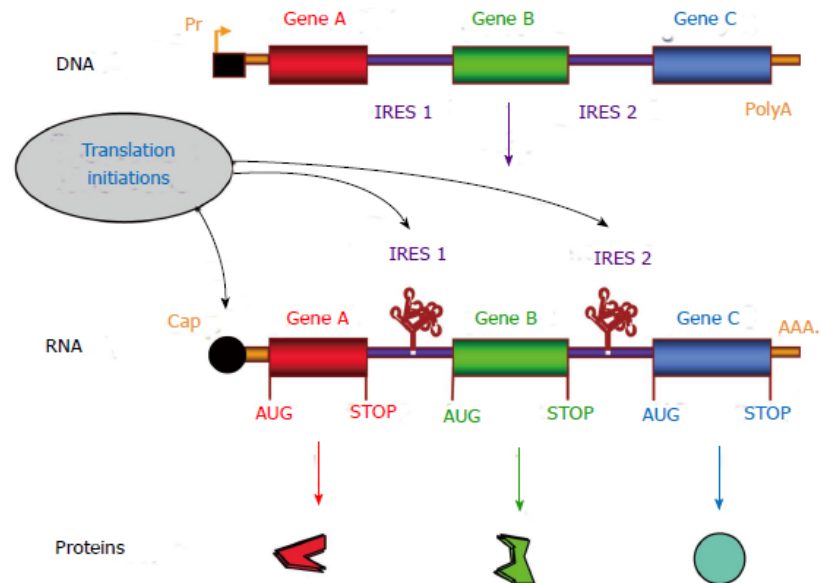 Pr
Gene A
Gene B
Gene C
DNA
IRES 1
IRES 2
PolyA
Translation
initiations
IRES 1
IRES 2
Cap
Gene A
Gene B
Gene C
AAA.
RNA
AUG
STOP
AUG
STOP
AUG
STOP
Proteins